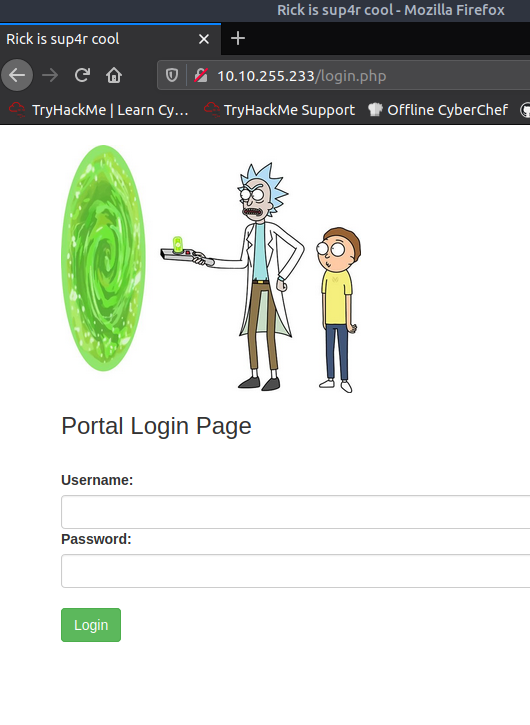 Rick is sup4r cool - Mozilla Firefox
Rick is sup4r cool
10.10.255.233/login.php
TryHackMe | Learn Cy… TryHackMe Support Offline CyberChef
Portal Login Page
Username:
Password:
Login